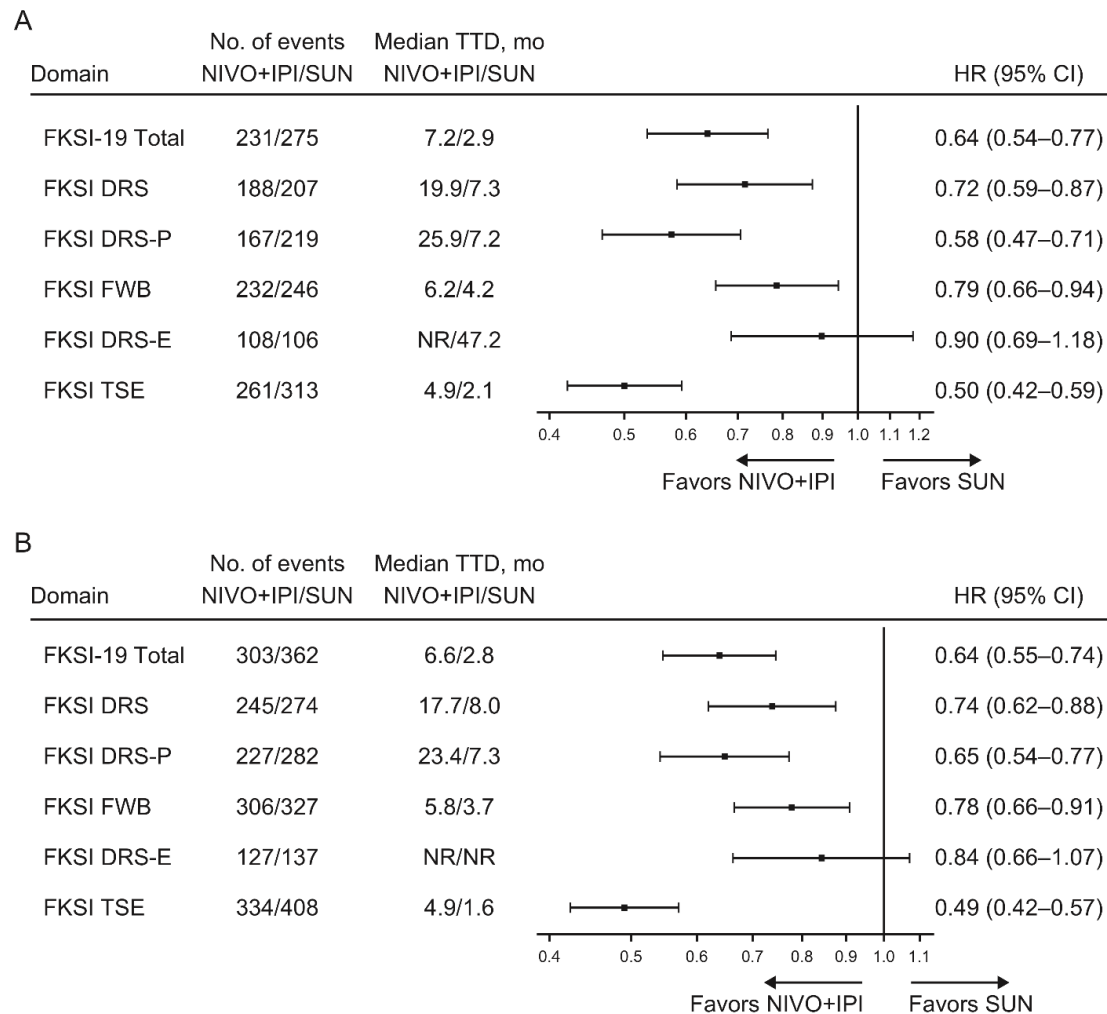 A
No. of events Median TTD, mo
Domain NIVO+IPI/SUN NIVO+IPI/SUN HR (95% CI)
FKSI-19 Total 231/275 7.2/2.9 0.64 (0.54–0.77)
FKSI DRS 188/207 19.9/7.3 0.72 (0.59–0.87)
FKSI DRS-P 167/219 25.9/7.2 0.58 (0.47–0.71)
FKSI FWB 232/246 6.2/4.2 0.79 (0.66–0.94)
FKSI DRS-E 108/106 NR/47.2 0.90 (0.69–1.18)
FKSI TSE 261/313 4.9/2.1 0.50 (0.42–0.59)
0.4 0.5 0.6 0.7 0.8 0.9 1.0 1.1 1.2
Favors NIVO+IPI Favors SUN
B
No. of events Median TTD, mo
Domain NIVO+IPI/SUN NIVO+IPI/SUN HR (95% CI)
FKSI-19 Total 303/362 6.6/2.8 0.64 (0.55–0.74)
FKSI DRS 245/274 17.7/8.0 0.74 (0.62–0.88)
FKSI DRS-P 227/282 23.4/7.3 0.65 (0.54–0.77)
FKSI FWB 306/327 5.8/3.7 0.78 (0.66–0.91)
FKSI DRS-E 127/137 NR/NR 0.84 (0.66–1.07)
FKSI TSE 334/408 4.9/1.6 0.49 (0.42–0.57)
0.4 0.5 0.6 0.7 0.8 0.9 1.0 1.1
Favors NIVO+IPI Favors SUN